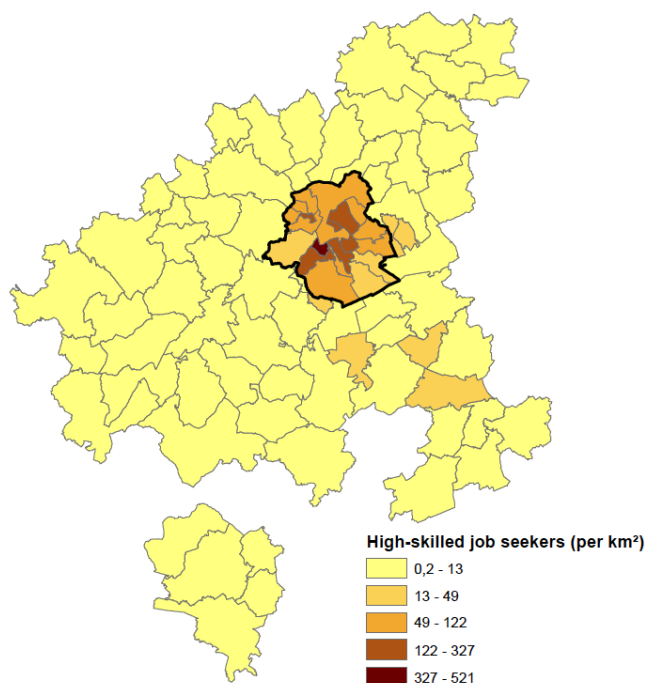 High-skilled job seekers (per km²)
0,2 - 13
13 - 49
49 - 122
122 - 327
327 - 521